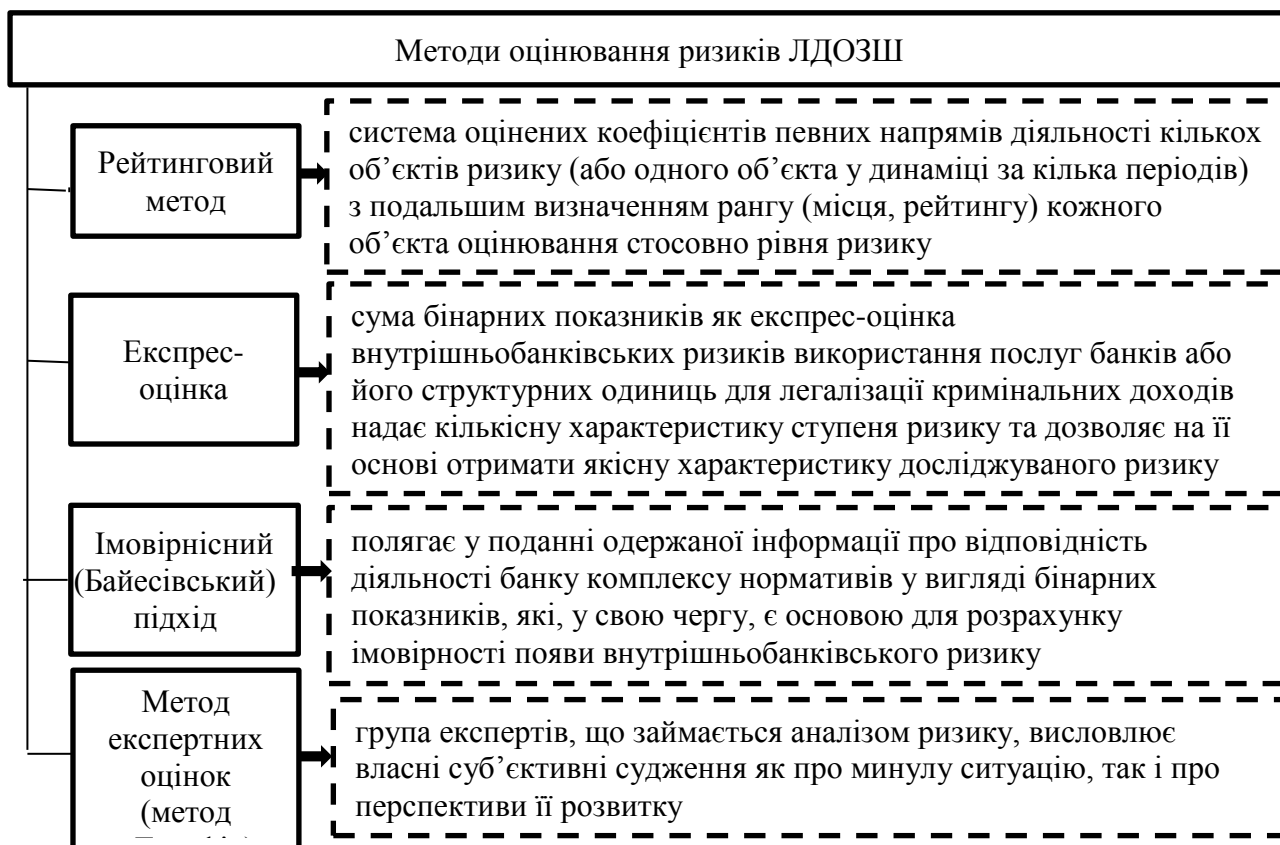 Методи оцінювання ризиків ЛДОЗШ
Рейтинговий
метод
система оцінених коефіцієнтів певних напрямів діяльності кількох
об’єктів ризику (або одного об’єкта у динаміці за кілька періодів)
з подальшим визначенням рангу (місця, рейтингу) кожного
об’єкта оцінювання стосовно рівня ризику
Експрес-
оцінка
сума бінарних показників як експрес-оцінка
внутрішньобанківських ризиків використання послуг банків або
його структурних одиниць для легалізації кримінальних доходів
надає кількісну характеристику ступеня ризику та дозволяє на її
основі отримати якісну характеристику досліджуваного ризику
Імовірнісний
(Байесівський)
підхід
полягає у поданні одержаної інформації про відповідність
діяльності банку комплексу нормативів у вигляді бінарних
показників, які, у свою чергу, є основою для розрахунку
імовірності появи внутрішньобанківського ризику
Метод
експертних
оцінок
(метод
група експертів, що займається аналізом ризику, висловлює
власні суб’єктивні судження як про минулу ситуацію, так і про
перспективи її розвитку